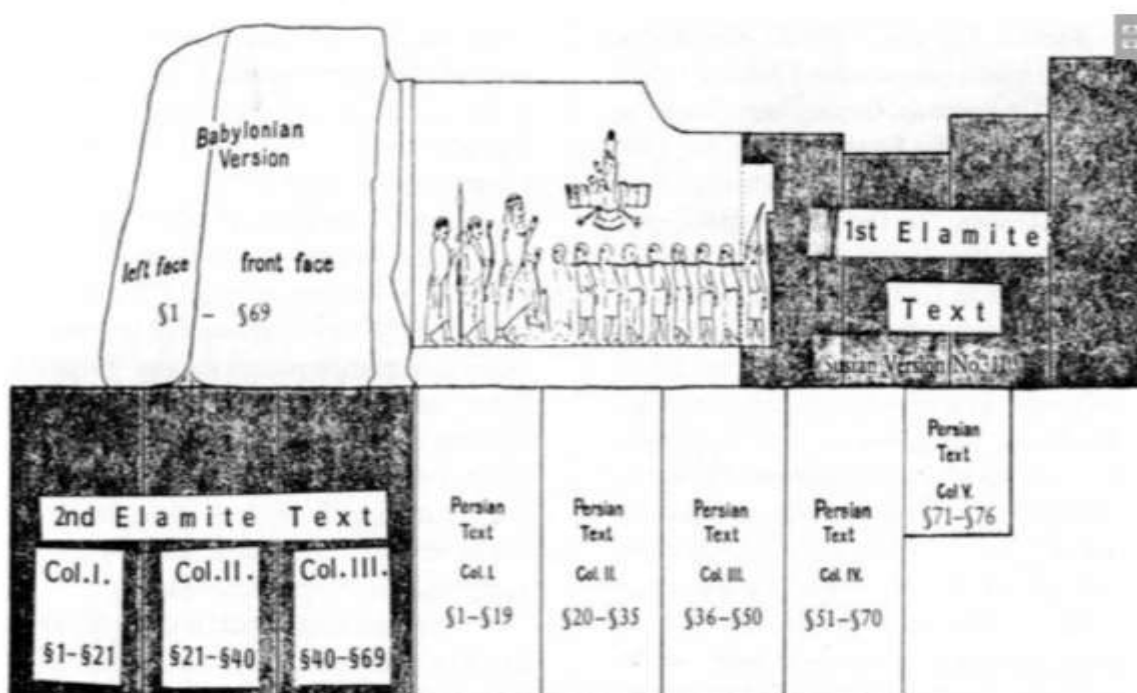 Babylonian
Version
left face
front face
§1 – §69
1st Elamite
Text
Susian Version No. 1
2nd Elamite Text
Col.I.
§1–§21
Col.II.
§21–§40
Col.III.
§40–§69
Persian
Text
Col. I.
§1–§19
Persian
Text
Col. II.
§20–§35
Persian
Text
Col. III.
§36–§50
Persian
Text
Col. IV.
§51–§70
Persian
Text
Col V.
§71–§76